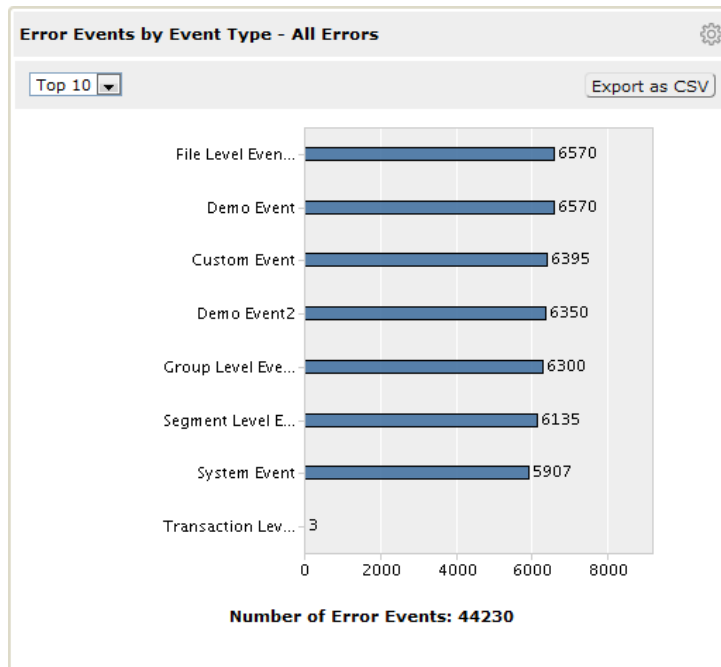 Error Events by Event Type - All Errors
Top 10
Export as CSV
File Level Even... 6570
Demo Event 6570
Custom Event 6395
Demo Event2 6350
Group Level Eve... 6300
Segment Level E... 6135
System Event 5907
Transaction Lev... 3
0 2000 4000 6000 8000
Number of Error Events: 44230